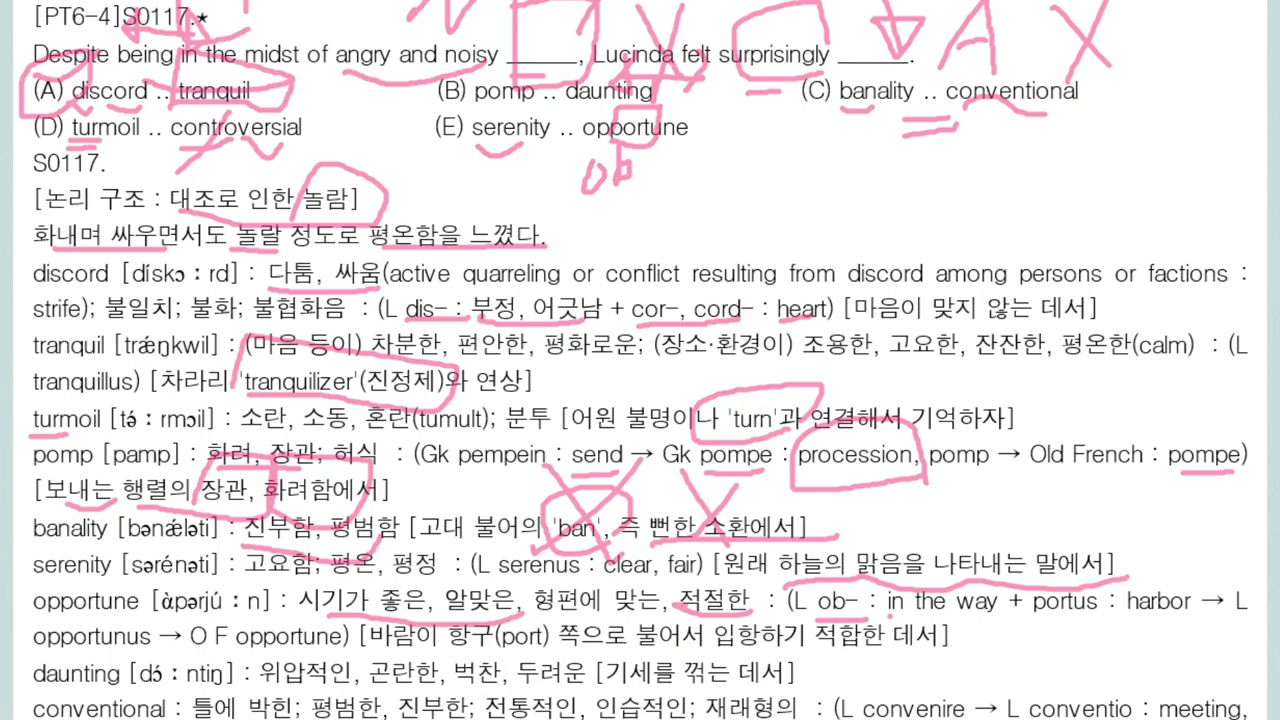 [PT6-4]S0117.★
Despite being in the midst of angry and noisy ______, Lucinda felt surprisingly ______.
(A) discord .. tranquil (B) pomp .. daunting (C) banality .. conventional
(D) turmoil .. controversial (E) serenity .. opportune
S0117.
[논리 구조 : 대조로 인한 놀람]
화내며 싸우면서도 놀랄 정도로 평온함을 느꼈다.
discord [dískɔːrd] : 다툼, 싸움(active quarreling or conflict resulting from discord among persons or factions :
strife); 불일치; 불화; 불협화음 : (L dis- : 부정, 어긋남 + cor-, cord- : heart) [마음이 맞지 않는 데서]
tranquil [trǽŋkwil] : (마음 등이) 차분한, 편안한, 평화로운; (장소·환경이) 조용한, 고요한, 잔잔한, 평온한(calm) : (L
tranquillus) [차라리 'tranquilizer'(진정제)와 연상]
turmoil [tə́ːrmɔil] : 소란, 소동, 혼란(tumult); 분투 [어원 불명이나 'turn'과 연결해서 기억하자]
pomp [pamp] : 화려, 장관; 허식 : (Gk pempein : send → Gk pompe : procession, pomp → Old French : pompe)
[보내는 행렬의 장관, 화려함에서]
banality [bənǽləti] : 진부함, 평범함 [고대 불어의 'ban', 즉 뻔한 소환에서]
serenity [sərénəti] : 고요함; 평온, 평정 : (L serenus : clear, fair) [원래 하늘의 맑음을 나타내는 말에서]
opportune [ὰpərjúːn] : 시기가 좋은, 알맞은, 형편에 맞는, 적절한 : (L ob- : in the way + portus : harbor → L
opportunus → O F opportune) [바람이 항구(port) 쪽으로 불어서 입항하기 적합한 데서]
daunting [dɔ́ːntiŋ] : 위압적인, 곤란한, 벅찬, 두려운 [기세를 꺾는 데서]
conventional : 틀에 박힌; 평범한, 진부한; 전통적인, 인습적인; 재래형의 : (L convenire → L conventio : meeting,